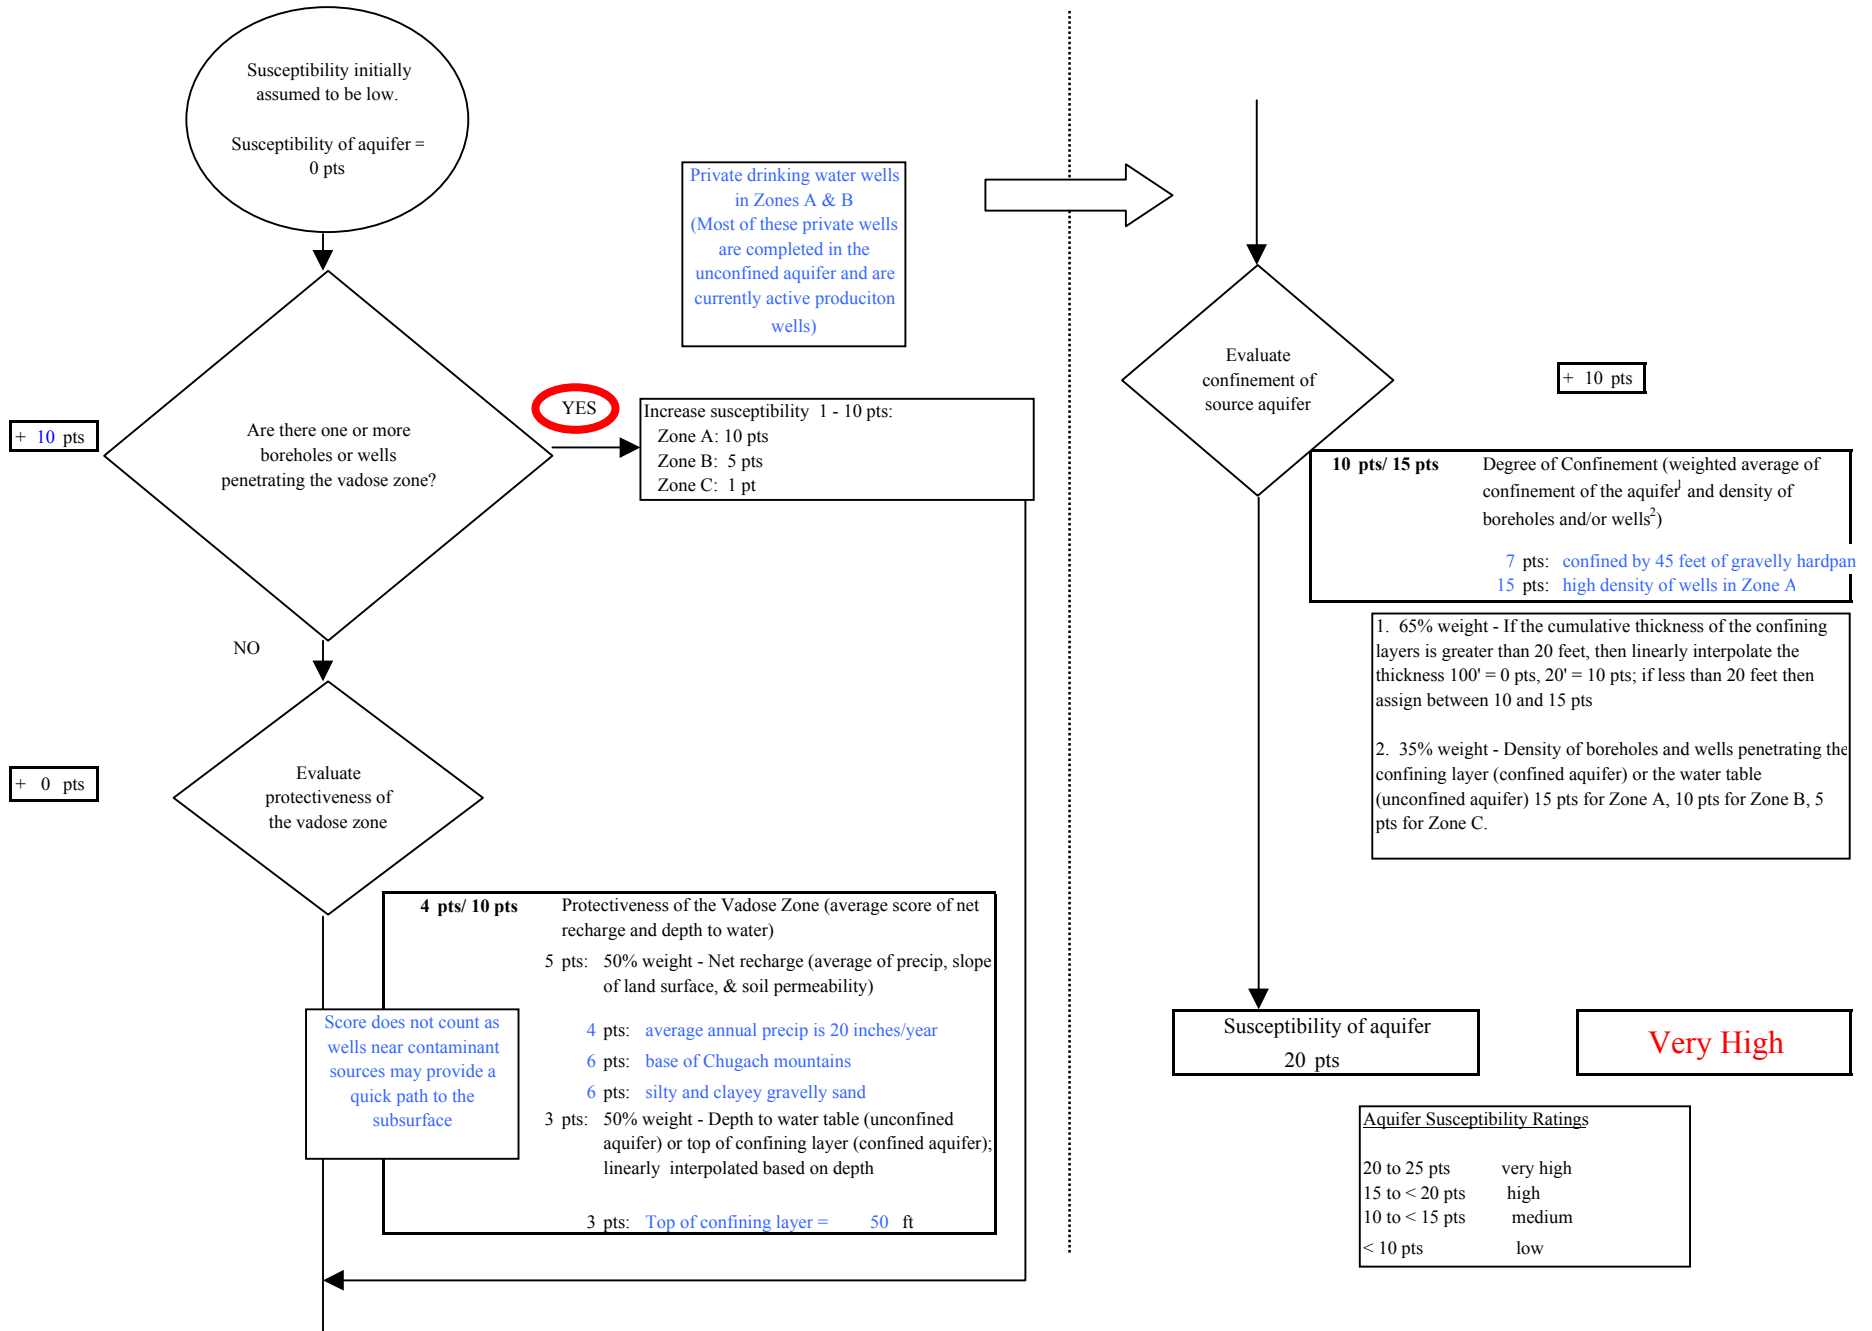 Susceptibility initially
assumed to be low.
Susceptibility of aquifer =
0 pts
Private drinking water wells
in Zones A & B
(Most of these private wells
are completed in the
unconfined aquifer and are
currently active produciton
wells)
+ 10 pts
Are there one or more
boreholes or wells
penetrating the vadose zone?
YES
Increase susceptibility 1 - 10 pts:
Zone A: 10 pts
Zone B: 5 pts
Zone C: 1 pt
NO
+ 0 pts
Evaluate
protectiveness of
the vadose zone
4 pts/ 10 pts Protectiveness of the Vadose Zone (average score of net
recharge and depth to water)
5 pts: 50% weight - Net recharge (average of precip, slope
of land surface, & soil permeability)
4 pts: average annual precip is 20 inches/year
6 pts: base of Chugach mountains
6 pts: silty and clayey gravelly sand
3 pts: 50% weight - Depth to water table (unconfined
aquifer) or top of confining layer (confined aquifer);
linearly interpolated based on depth
3 pts: Top of confining layer = 50 ft
Score does not count as
wells near contaminant
sources may provide a
quick path to the
subsurface
Evaluate
confinement of
source aquifer
+ 10 pts
10 pts/ 15 pts Degree of Confinement (weighted average of
confinement of the aquifer1 and density of
boreholes and/or wells2)
7 pts: confined by 45 feet of gravelly hardpan
15 pts: high density of wells in Zone A
1. 65% weight - If the cumulative thickness of the confining
layers is greater than 20 feet, then linearly interpolate the
thickness 100' = 0 pts, 20' = 10 pts; if less than 20 feet then
assign between 10 and 15 pts
2. 35% weight - Density of boreholes and wells penetrating the
confining layer (confined aquifer) or the water table
(unconfined aquifer) 15 pts for Zone A, 10 pts for Zone B, 5
pts for Zone C.
Susceptibility of aquifer
20 pts
Very High
Aquifer Susceptibility Ratings
20 to 25 pts very high
15 to < 20 pts high
10 to < 15 pts medium
< 10 pts low